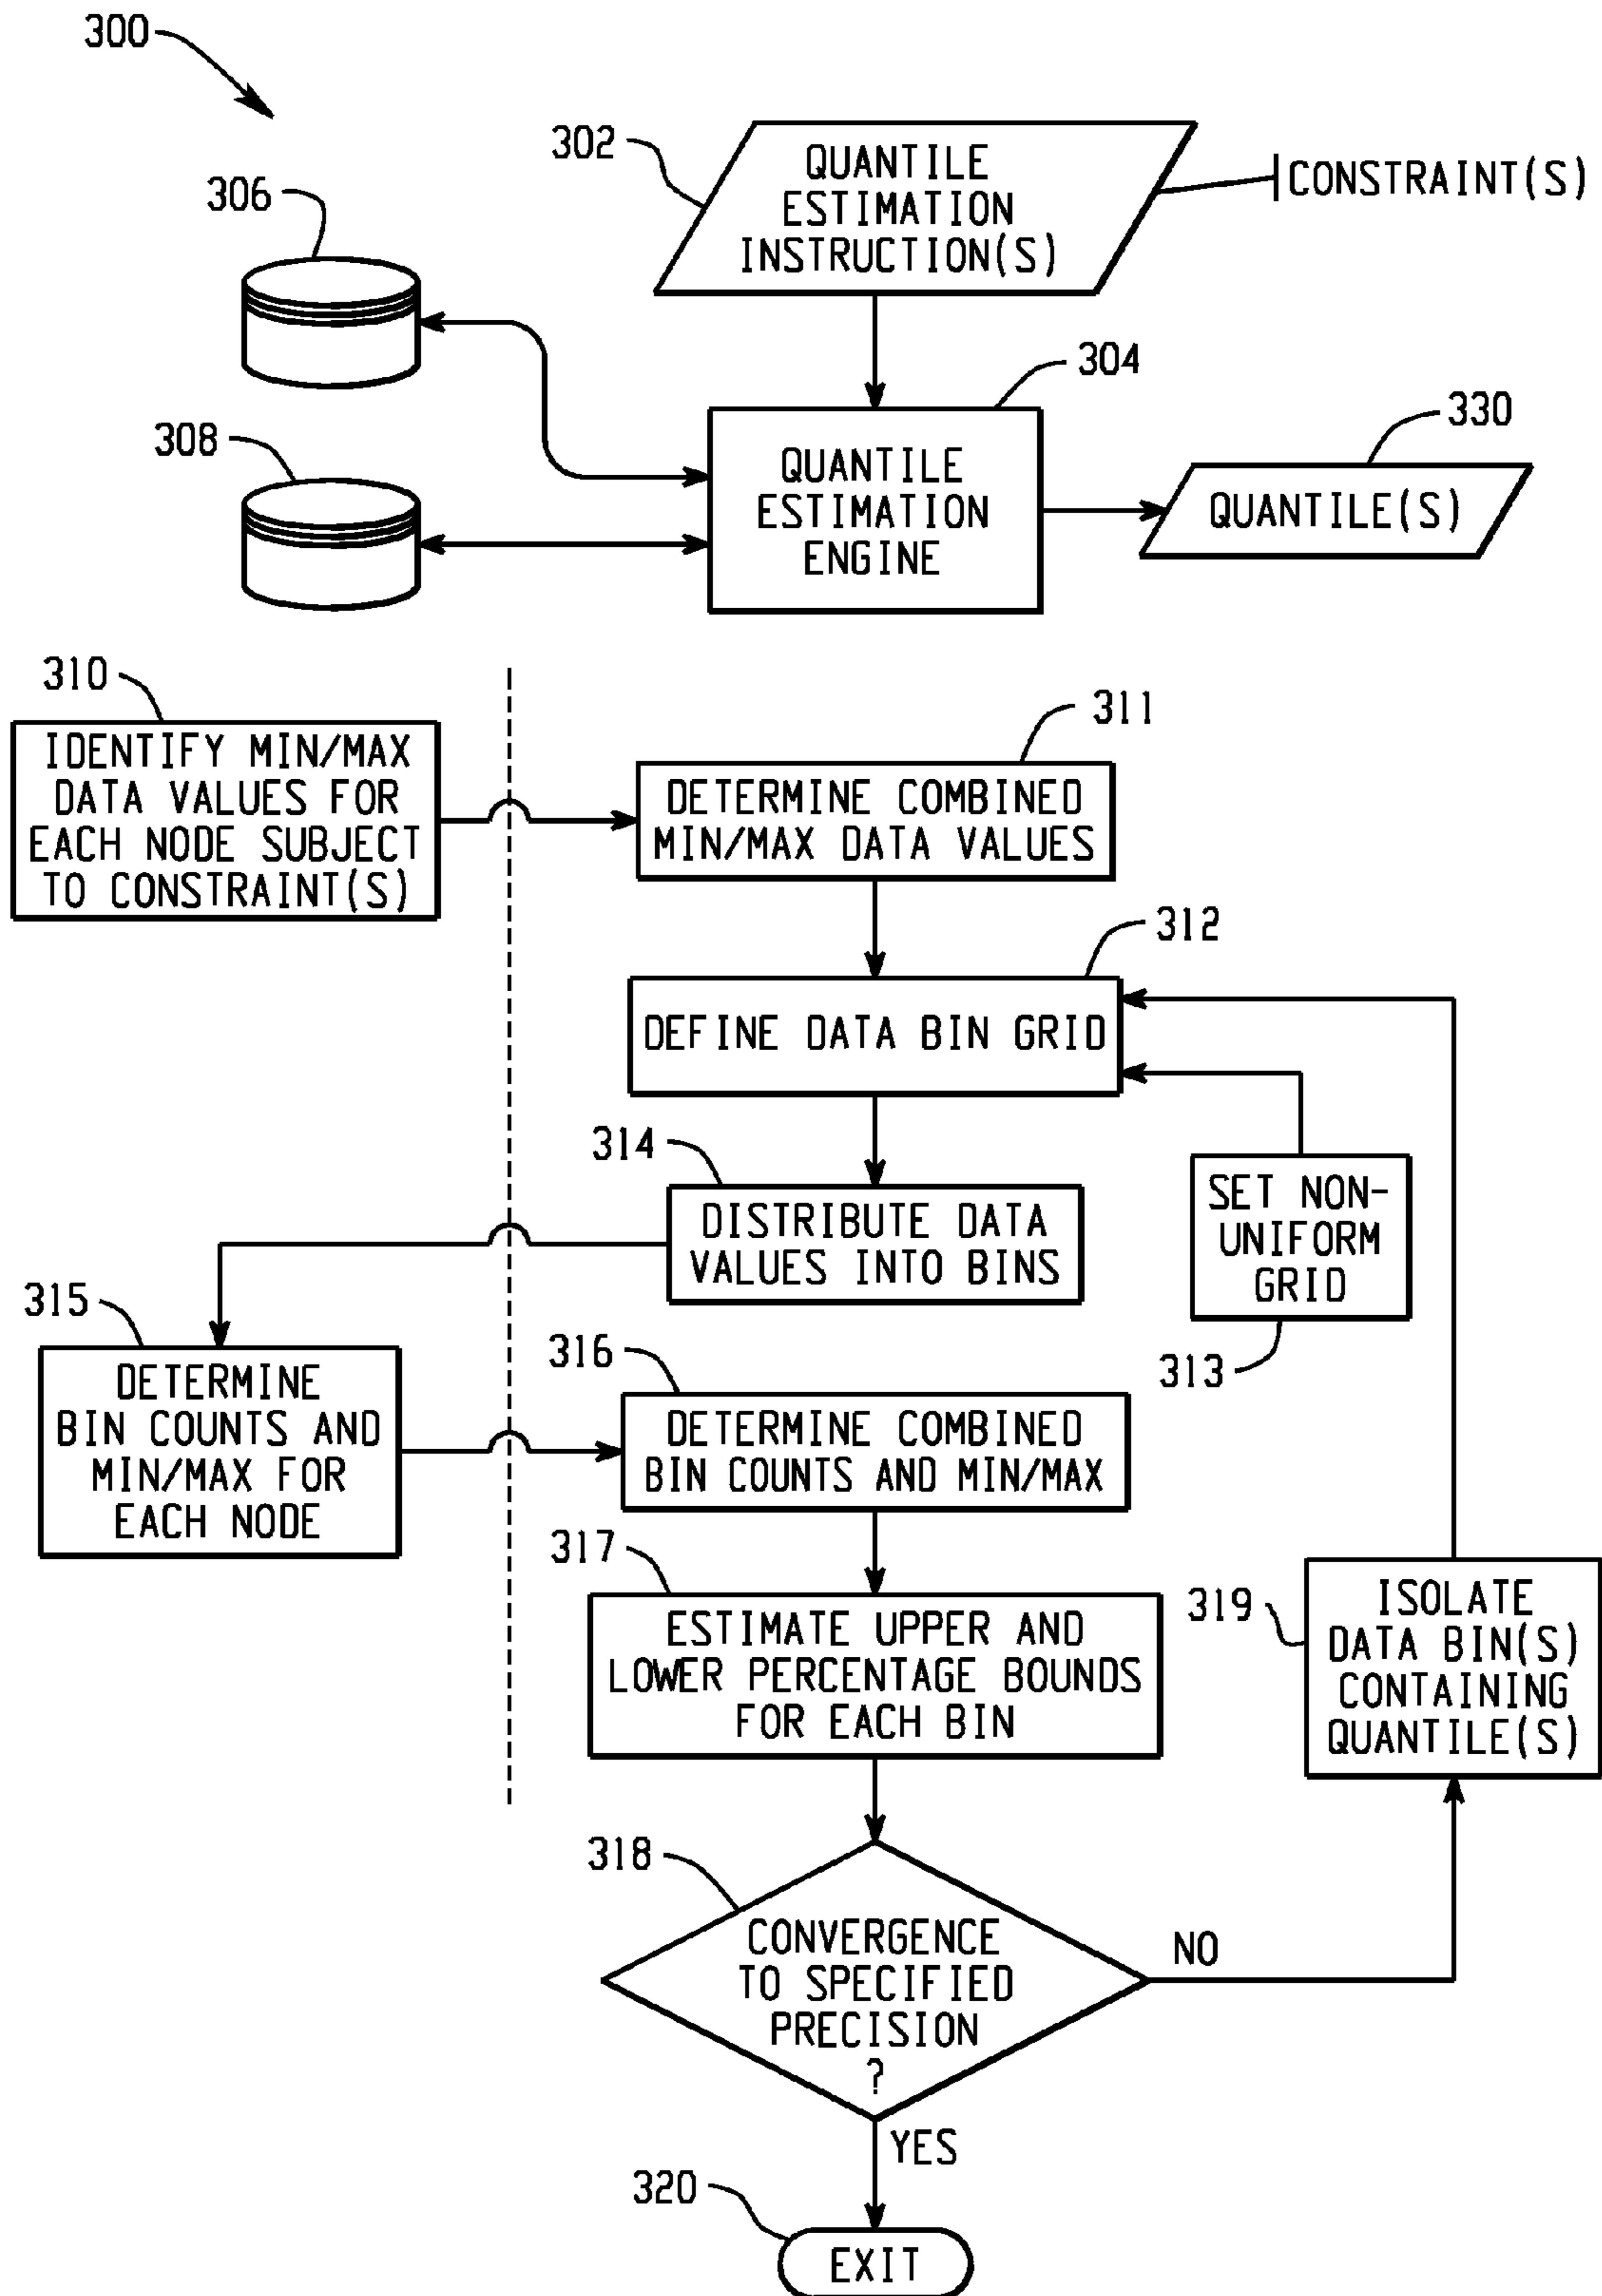 300
302
QUANTILE
ESTIMATION
INSTRUCTION(S)
CONSTRAINT(S)
306
304
308
QUANTILE
ESTIMATION
ENGINE
330
QUANTILE(S)
310
IDENTIFY MIN/MAX
DATA VALUES FOR
EACH NODE SUBJECT
TO CONSTRAINT(S)
311
DETERMINE COMBINED
MIN/MAX DATA VALUES
312
DEFINE DATA BIN GRID
314
DISTRIBUTE DATA
VALUES INTO BINS
SET NON-
UNIFORM
GRID
313
315
DETERMINE
BIN COUNTS AND
MIN/MAX FOR
EACH NODE
316
DETERMINE COMBINED
BIN COUNTS AND MIN/MAX
317
ESTIMATE UPPER AND
LOWER PERCENTAGE BOUNDS
FOR EACH BIN
319
ISOLATE
DATA BIN(S)
CONTAINING
QUANTILE(S)
318
CONVERGENCE
TO SPECIFIED
PRECISION
?
NO
YES
320
EXIT